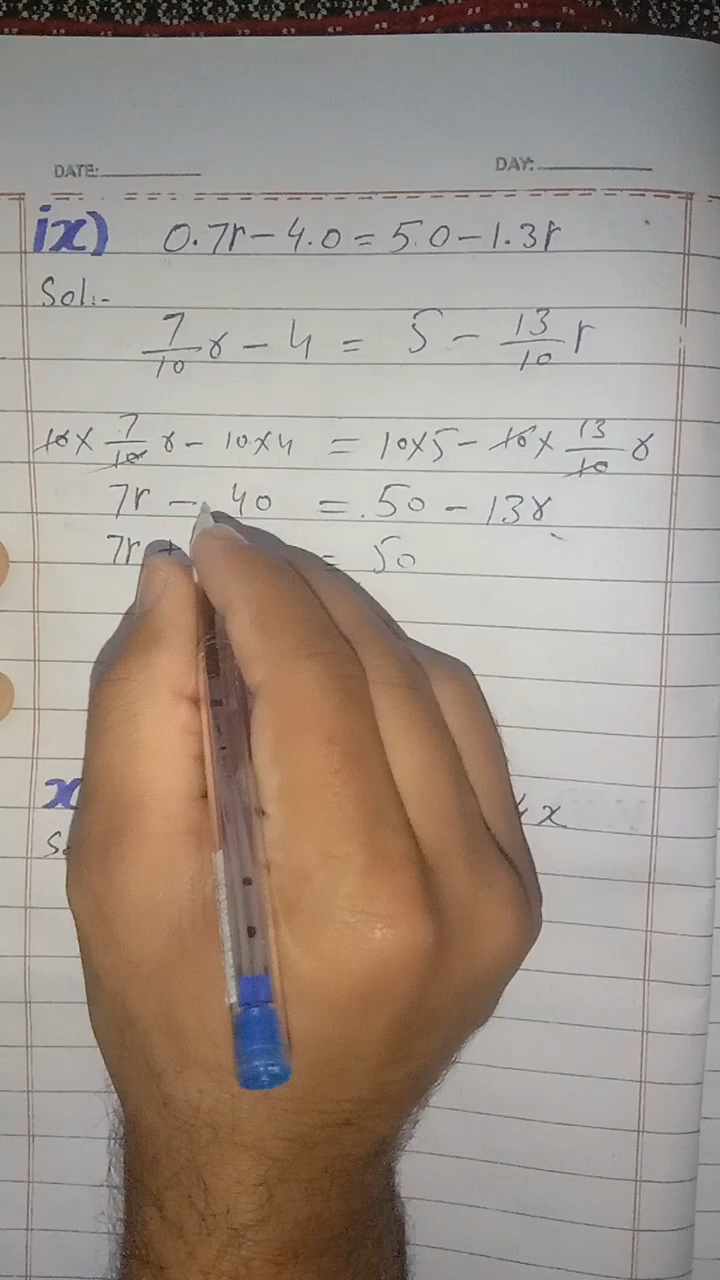 DATE: DAY:
ix) 0.7r - 4.0 = 5.0 - 1.3r
Sol:-
7/10 r - 4 = 5 - 13/10 r
10 × 7/10 r - 10×4 = 10×5 - 10 × 13/10 r
7r - 40 = 50 - 13r
7r + = 50
x
x